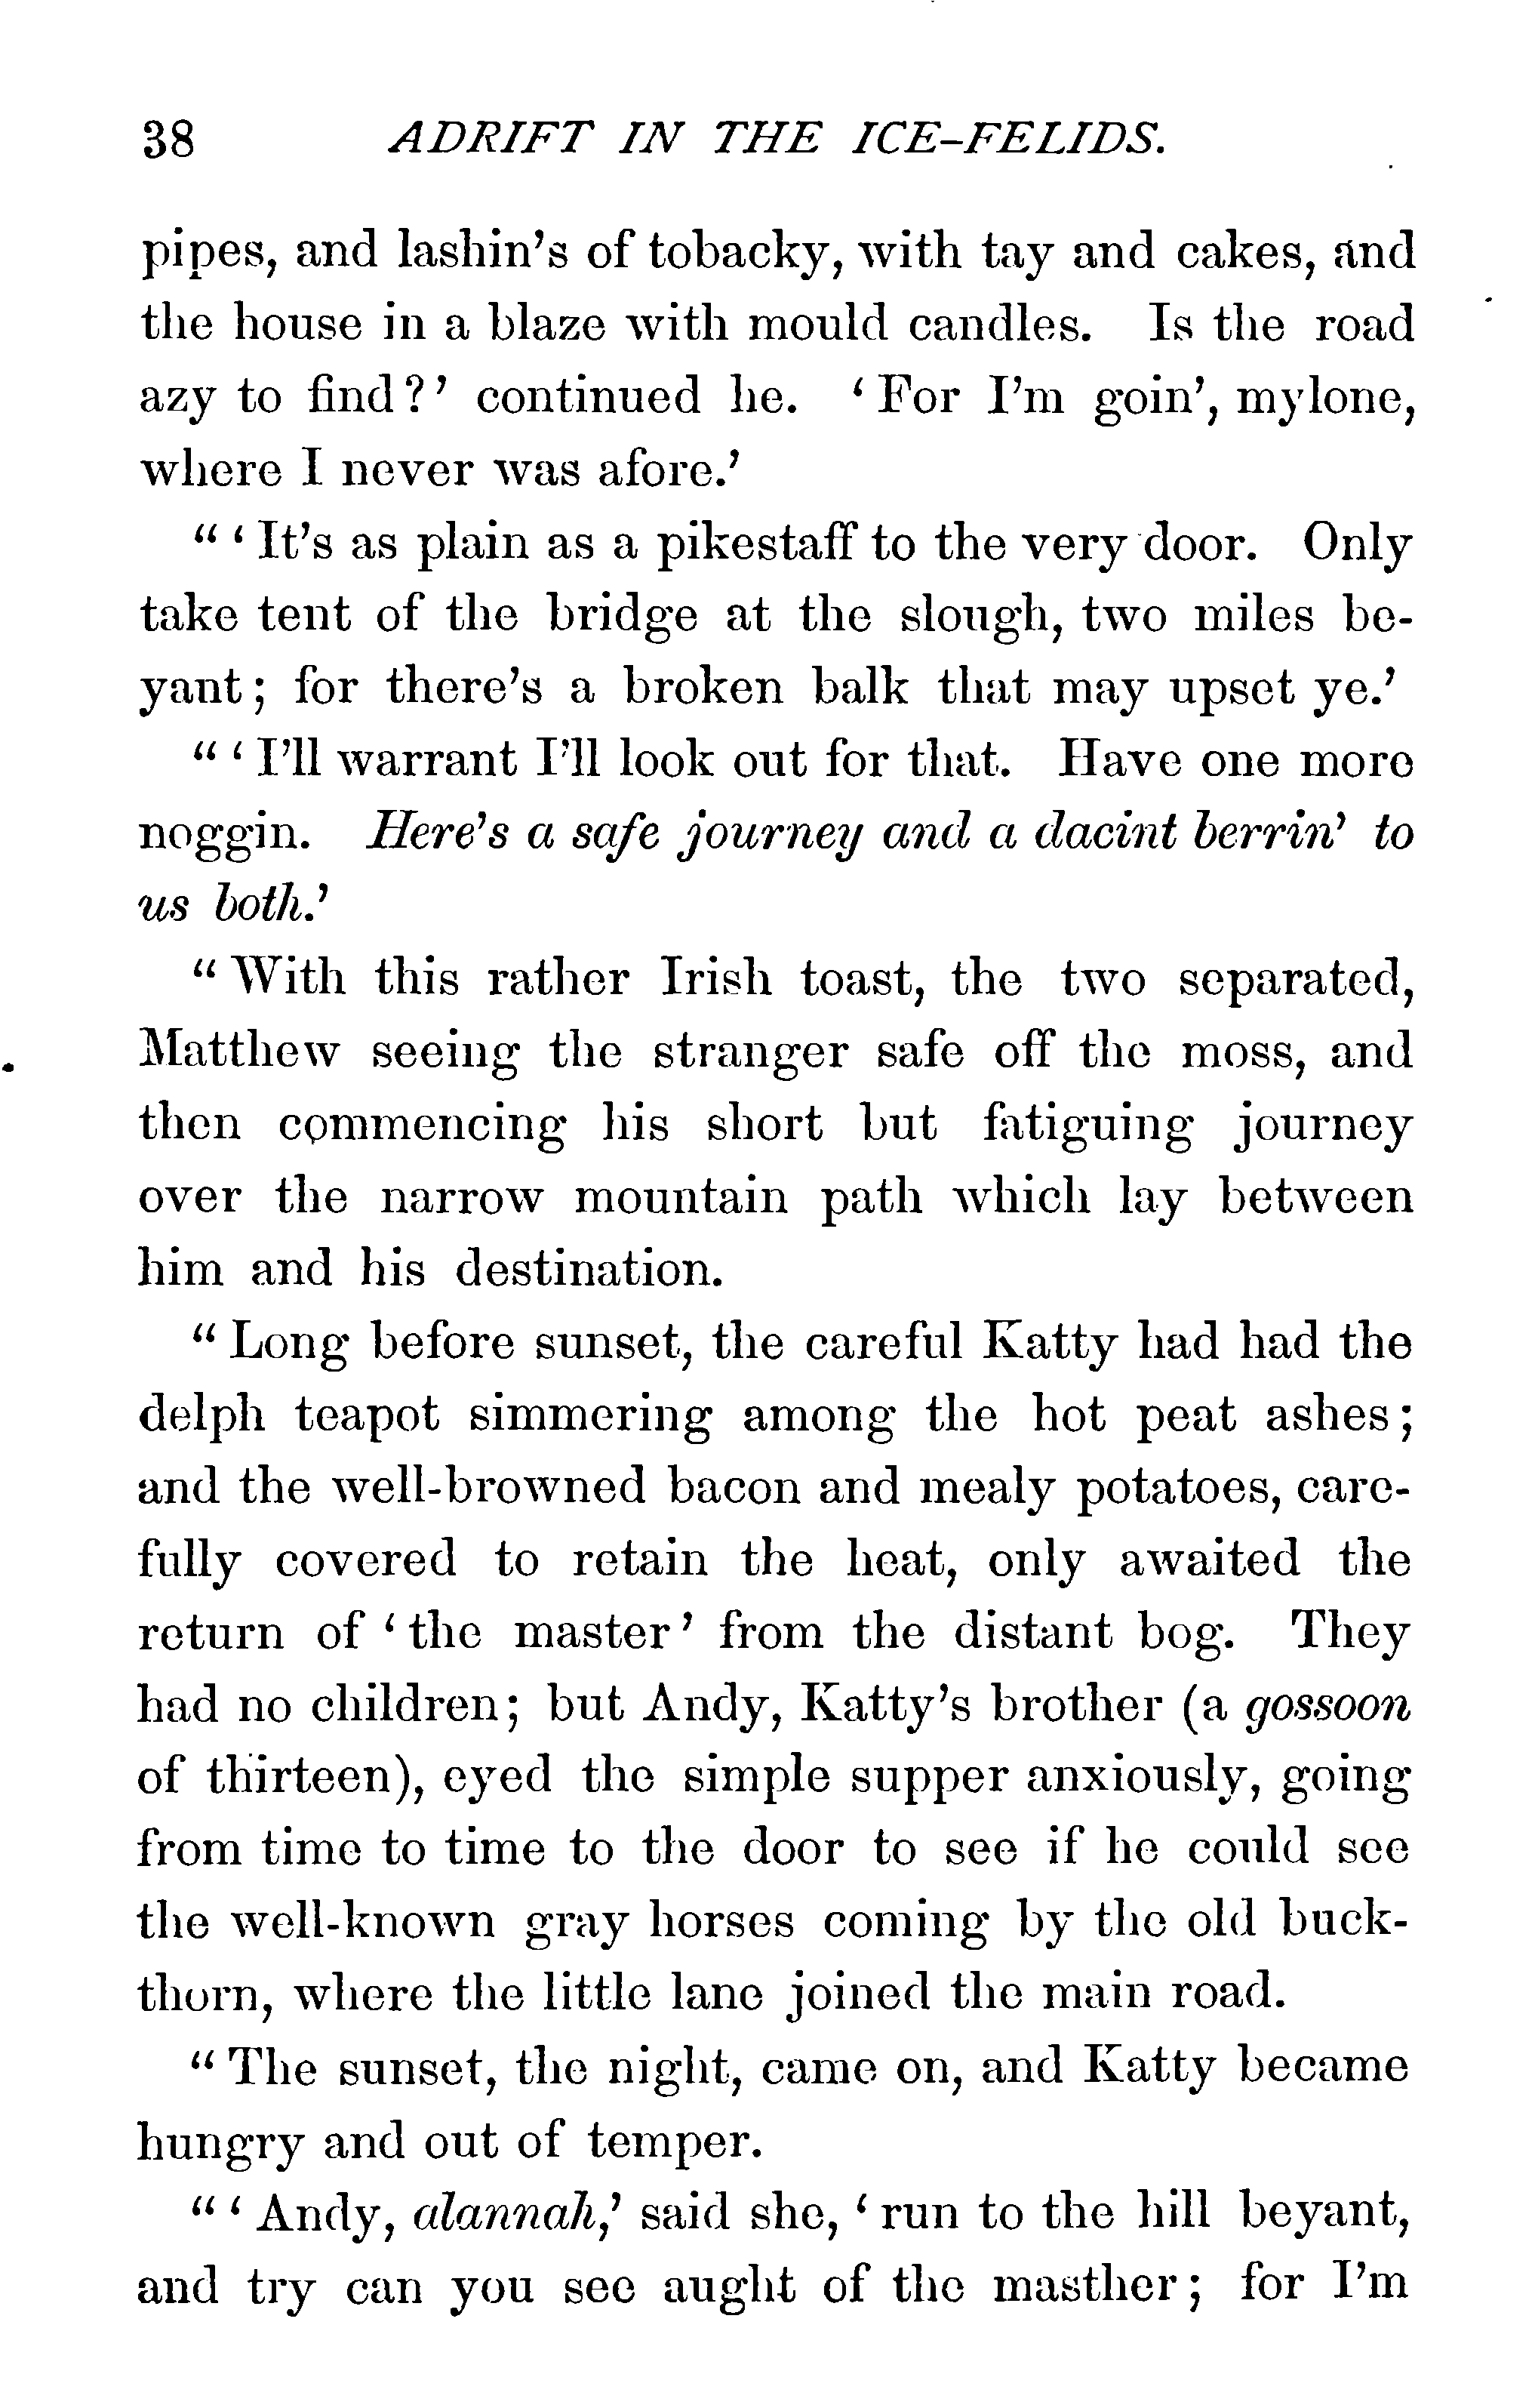 38 ADRIFT IN THE ICE-FELIDS.
pipes, and lashin's of tobacky, with tay and cakes, and
the house in a blaze with mould candles. Is the road
azy to find?' continued he. 'For I'm goin', mylone,
where I never was afore.'
"'It's as plain as a pikestaff to the very door. Only
take tent of the bridge at the slough, two miles be-
yant; for there's a broken balk that may upset ye.'
"'I'll warrant I'll look out for that. Have one more
noggin. Here's a safe journey and a dacint berrin' to
us both.'
"With this rather Irish toast, the two separated,
Matthew seeing the stranger safe off the moss, and
then commencing his short but fatiguing journey
over the narrow mountain path which lay between
him and his destination.
"Long before sunset, the careful Katty had had the
delph teapot simmering among the hot peat ashes;
and the well-browned bacon and mealy potatoes, care-
fully covered to retain the heat, only awaited the
return of 'the master' from the distant bog. They
had no children; but Andy, Katty's brother (a gossoon
of thirteen), eyed the simple supper anxiously, going
from time to time to the door to see if he could see
the well-known gray horses coming by the old buck-
thorn, where the little lane joined the main road.
"The sunset, the night, came on, and Katty became
hungry and out of temper.
"'Andy, alannah,' said she, 'run to the hill beyant,
and try can you see aught of the masther; for I'm